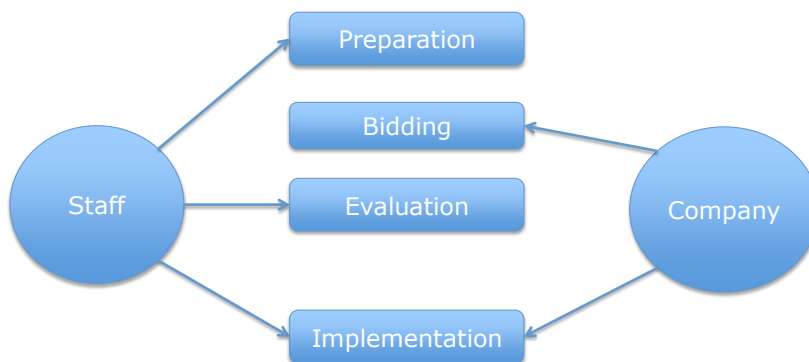 Preparation
Bidding
Staff
Evaluation
Company
Implementation